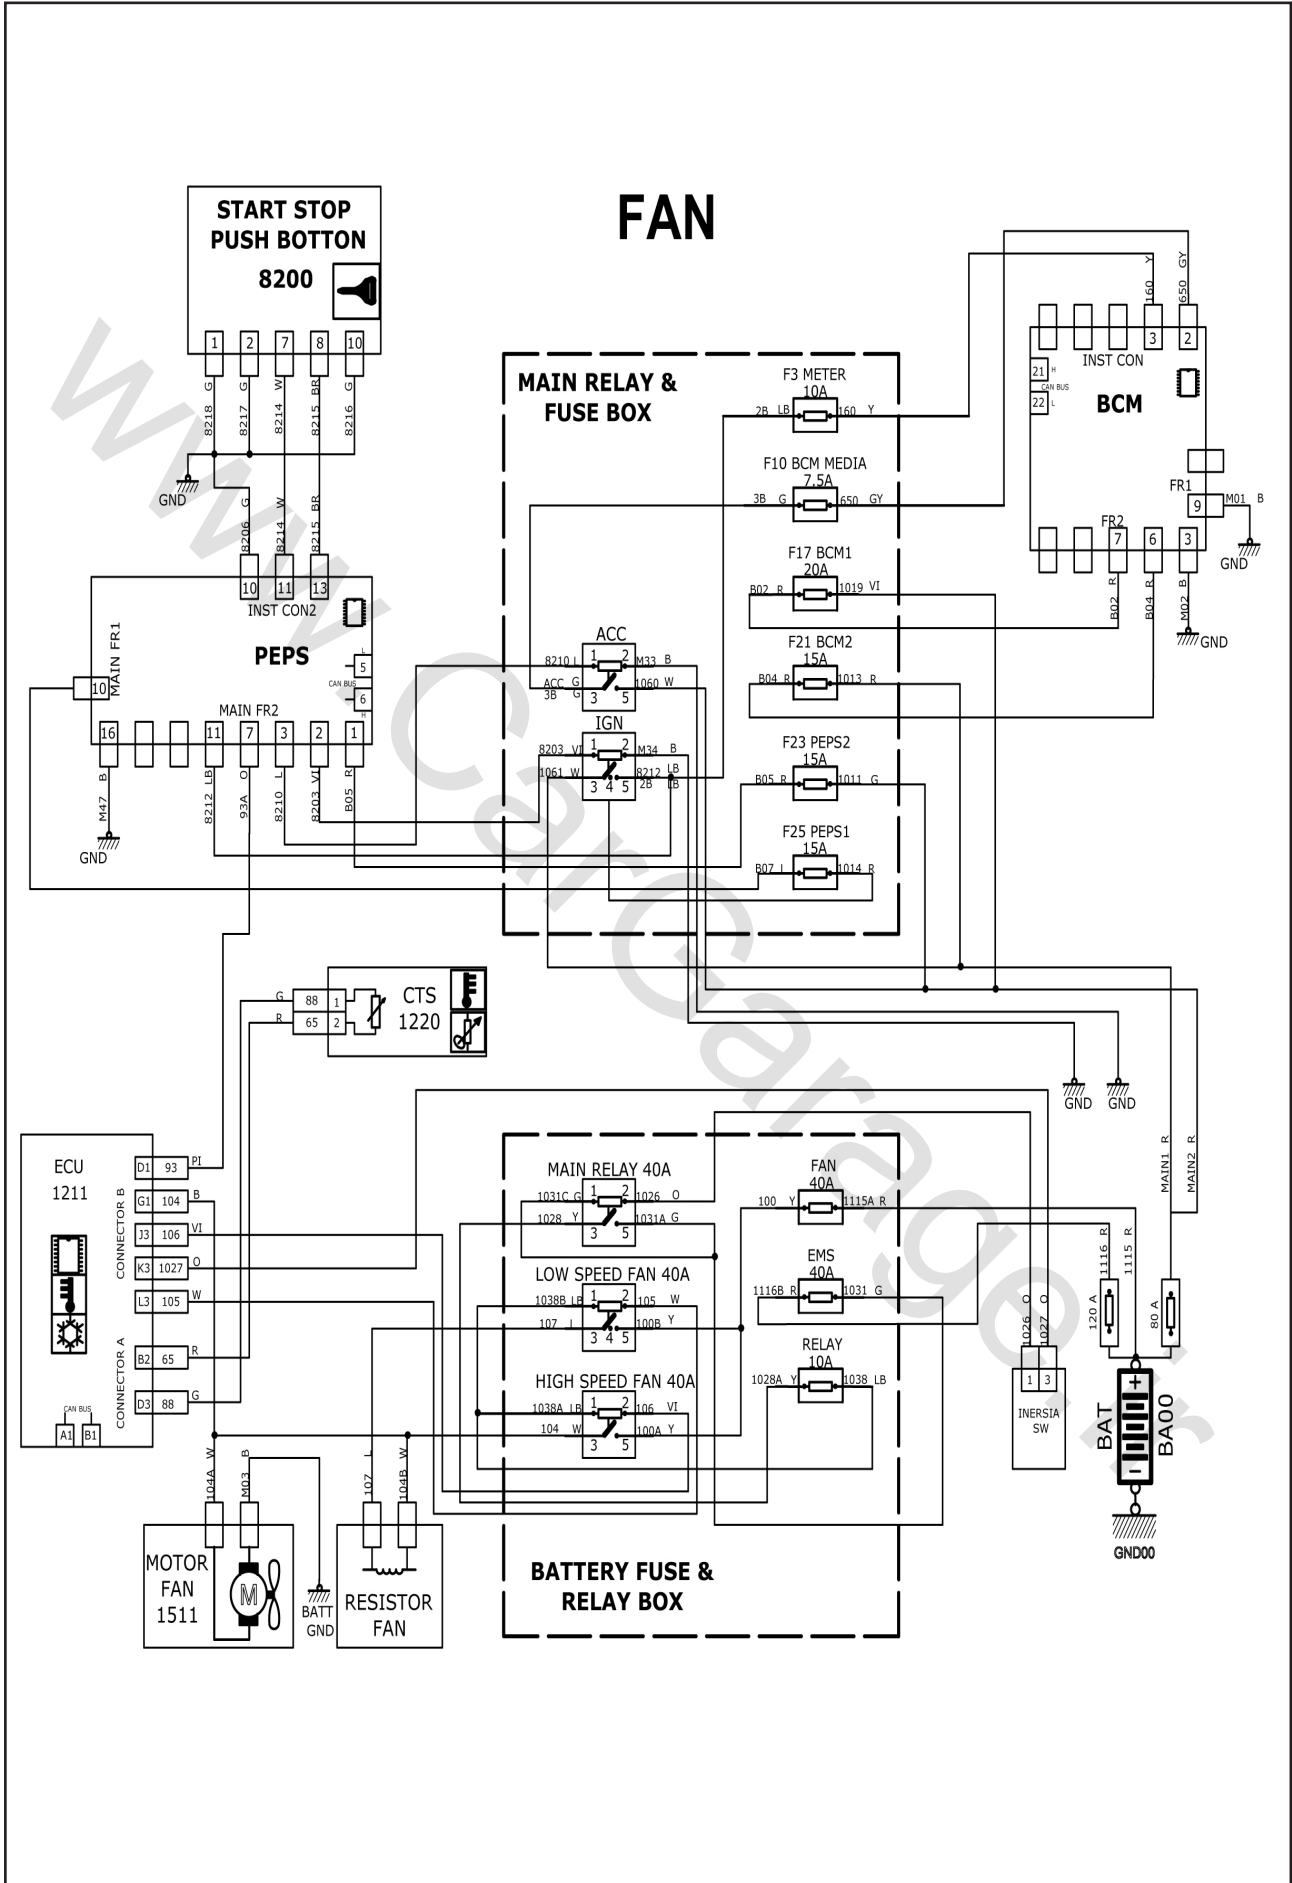 FAN
START STOP
PUSH BOTTON
8200
1 2 7 8 10
8218 G
8217 G
8214 W
8215 BR
8216 G
GND
8206 G
8214 W
8215 BR
10 11 13
INST CON2
PEPS
MAIN FR1
10
L
5
CAN BUS
6
H
MAIN FR2
16 11 7 3 2 1
M47 B
8212 LB
93A O
8210 L
8203 VI
B05 R
GND
MAIN RELAY &
FUSE BOX
F3 METER
10A
2B LB 160 Y
F10 BCM MEDIA
7.5A
3B G 650 GY
F17 BCM1
20A
B02 R 1019 VI
F21 BCM2
15A
B04 R 1013 R
F23 PEPS2
15A
B05 R 1011 G
F25 PEPS1
15A
B07 L 1014 R
ACC
8210 L 1 2 M33 B
ACC G 1060 W
3B G 3 5
IGN
8203 VI 1 2 M34 B
1061 W 8212 LB
3 4 5 2B LB
160 Y
650 GY
3 2
INST CON
21 H
CAN BUS
22 L
BCM
FR1
9 M01 B
GND
FR2
7 6 3
B02 R
B04 R
M02 B
GND
CTS
1220
G 88 1
R 65 2
GND
GND
MAIN1 R
MAIN2 R
ECU
1211
CONNECTOR B
D1 93 PI
G1 104 B
J3 106 VI
K3 1027 O
L3 105 W
CONNECTOR A
B2 65 R
D3 88 G
CAN BUS
A1 B1
MAIN RELAY 40A
1031C G 1 2 1026 O
1028 Y 3 5 1031A G
LOW SPEED FAN 40A
1038B LB 1 2 105 W
107 L 3 4 5 100B Y
HIGH SPEED FAN 40A
1038A LB 1 2 106 VI
104 W 3 5 100A Y
FAN
40A
100 Y 1115A R
EMS
40A
1116B R 1031 G
RELAY
10A
1028A Y 1038 LB
BATTERY FUSE &
RELAY BOX
1026 O
1027 O
1 3
INERSIA
SW
1116 R
1115 R
120 A
80 A
+
BAT
BA00
-
GND00
104A W
M03 B
107 L
104B W
MOTOR
FAN
1511
M
BATT
GND
RESISTOR
FAN
www.CarGarage.ir